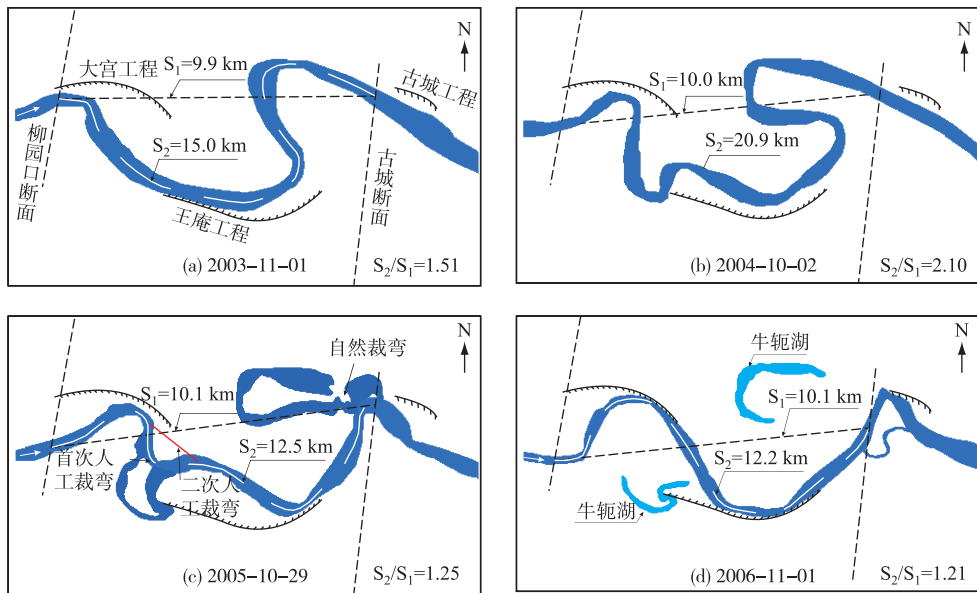 N
大宫工程
S₁=9.9 km
古城工程
柳园口断面
S₂=15.0 km
古城断面
王庵工程
(a) 2003-11-01
S₂/S₁=1.51
N
S₁=10.0 km
S₂=20.9 km
(b) 2004-10-02
S₂/S₁=2.10
N
自然裁弯
S₁=10.1 km
首次人
工裁弯
S₂=12.5 km
二次人
工裁弯
(c) 2005-10-29
S₂/S₁=1.25
N
牛轭湖
S₁=10.1 km
S₂=12.2 km
牛轭湖
(d) 2006-11-01
S₂/S₁=1.21